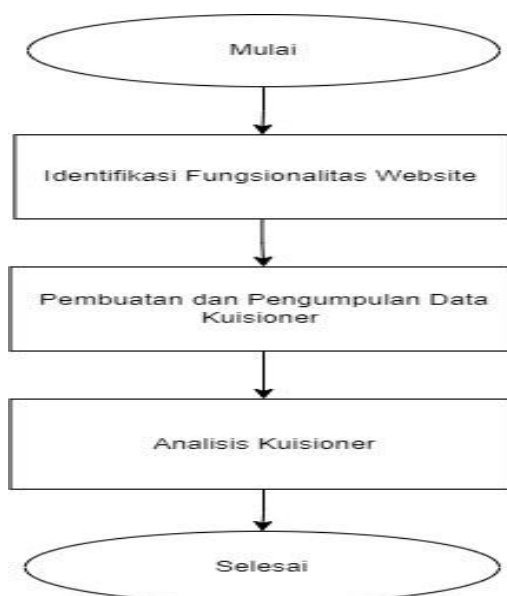 Mulai
Identifikasi Fungsionalitas Website
Pembuatan dan Pengumpulan Data
Kuisioner
Analisis Kuisioner
Selesai